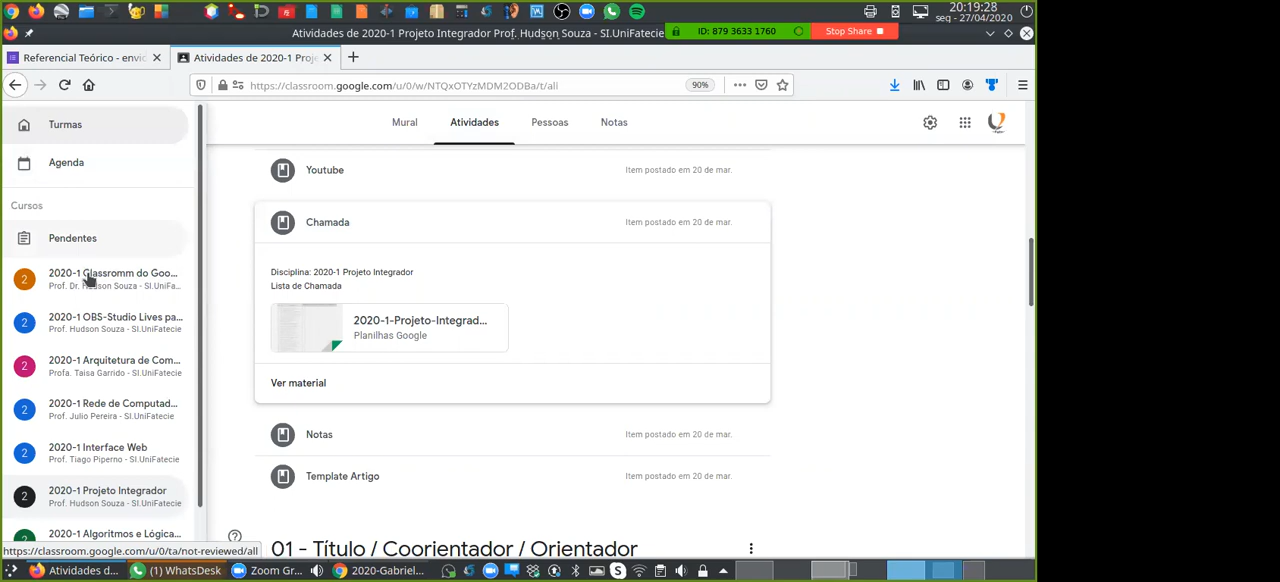 20:19:28
seg - 27/04/2020
Atividades de 2020-1 Projeto Integrador Prof. Hudson Souza - SI.UniFatecie
ID: 879 3633 1760
Stop Share
Referencial Teórico - envio
Atividades de 2020-1 Proj
https://classroom.google.com/u/0/w/NTQxOTYzMDM2ODBa/t/all
90%
Turmas
Mural
Atividades
Pessoas
Notas
Agenda
Cursos
Pendentes
2020-1 Classromm do Goo...
Prof. Dr. Hudson Souza - SI.UniFa...
2
2020-1 OBS-Studio Lives pa...
Prof. Hudson Souza - SI.UniFatecie
2
2020-1 Arquitetura de Com...
Profa. Taisa Garrido - SI.UniFatecie
2
2020-1 Rede de Computad...
Prof. Julio Pereira - SI.UniFatecie
2
2020-1 Interface Web
Prof. Tiago Piperno - SI.UniFatecie
2
2020-1 Projeto Integrador
Prof. Hudson Souza - SI.UniFatecie
2
2020-1 Algoritmos e Lógica...
Youtube
Item postado em 20 de mar.
Chamada
Item postado em 20 de mar.
Disciplina: 2020-1 Projeto Integrador
Lista de Chamada
2020-1-Projeto-Integrad...
Planilhas Google
Ver material
Notas
Item postado em 20 de mar.
Template Artigo
Item postado em 20 de mar.
01 - Título / Coorientador / Orientador
https://classroom.google.com/u/0/ta/not-reviewed/all
Atividades d...
(1) WhatsDesk
Zoom Gr...
2020-Gabriel...